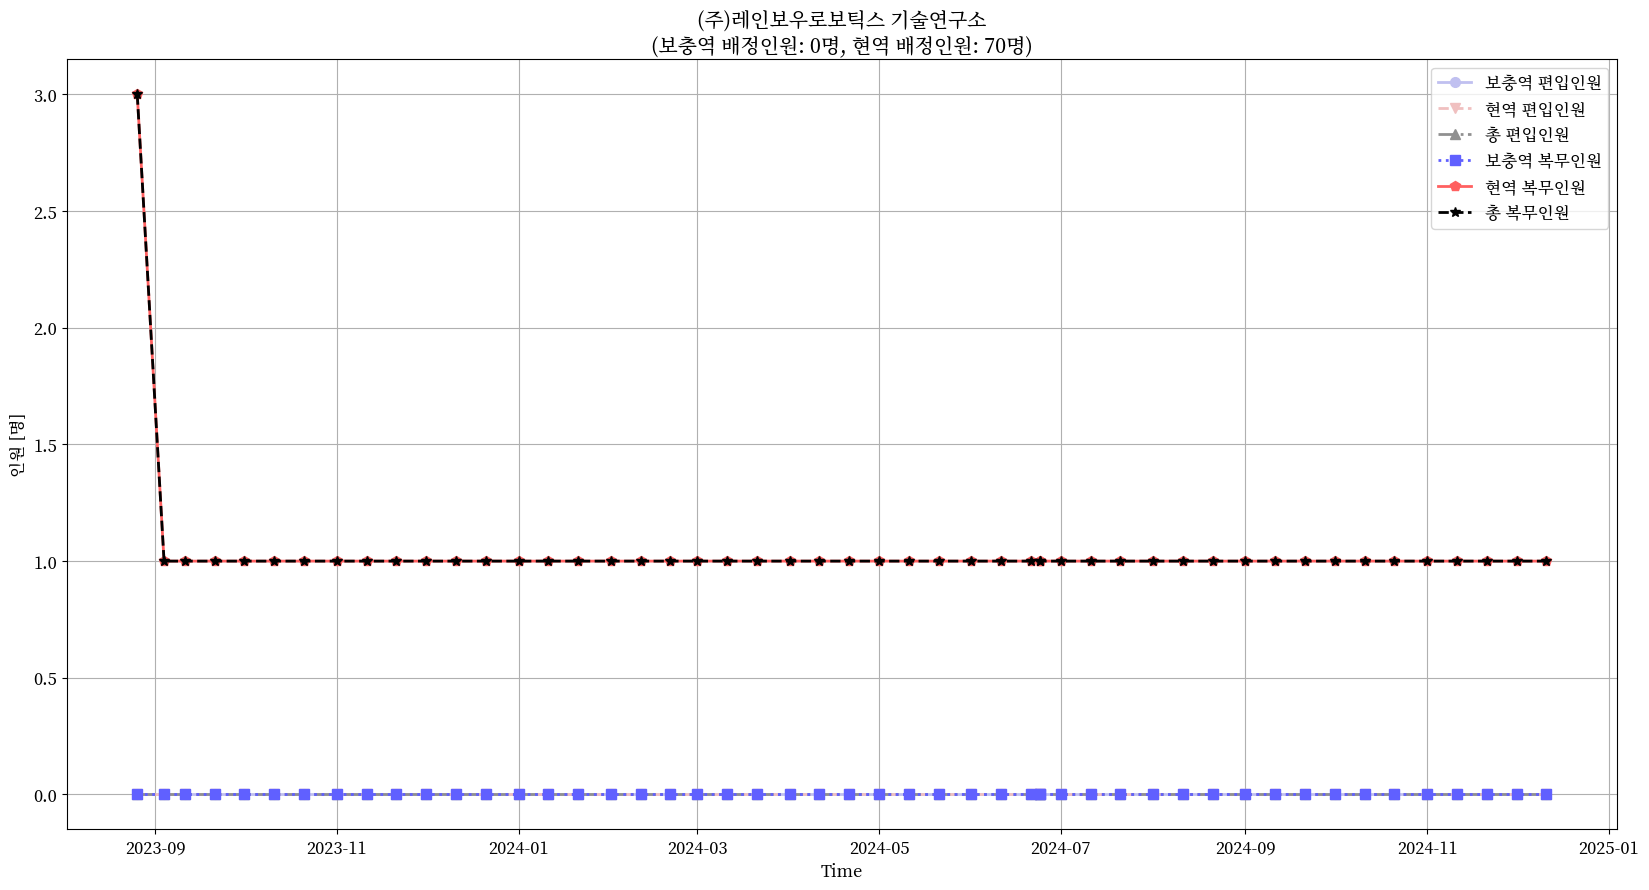 (주)레인보우로보틱스 기술연구소
(보충역 배정인원: 0명, 현역 배정인원: 70명)
보충역 편입인원
현역 편입인원
총 편입인원
보충역 복무인원
현역 복무인원
총 복무인원
인원 [명]
3.0
2.5
2.0
1.5
1.0
0.5
0.0
2023-09 2023-11 2024-01 2024-03 2024-05 2024-07 2024-09 2024-11 2025-01
Time